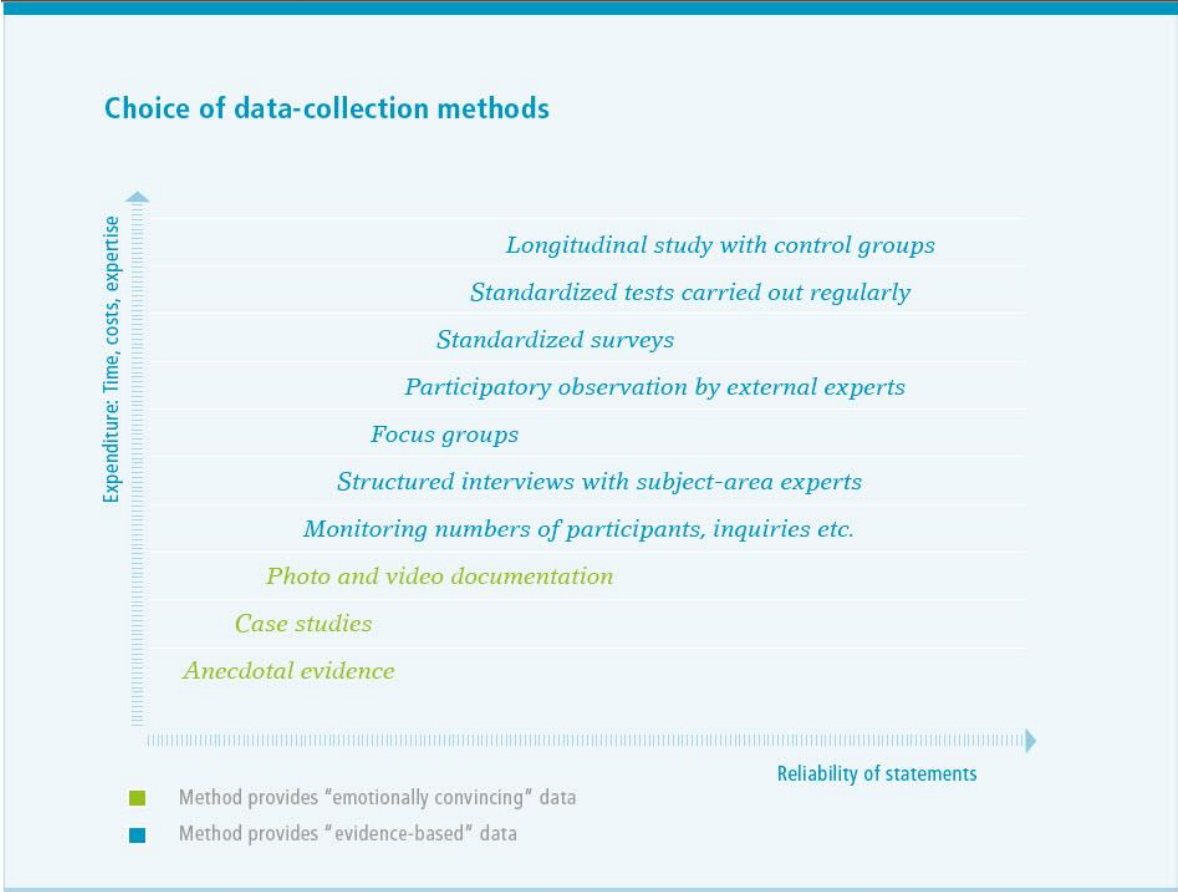 Choice of data-collection methods
Expenditure: Time, costs, expertise
Longitudinal study with control groups
Standardized tests carried out regularly
Standardized surveys
Participatory observation by external experts
Focus groups
Structured interviews with subject-area experts
Monitoring numbers of participants, inquiries etc.
Photo and video documentation
Case studies
Anecdotal evidence
Reliability of statements
Method provides “emotionally convincing” data
Method provides “evidence-based” data